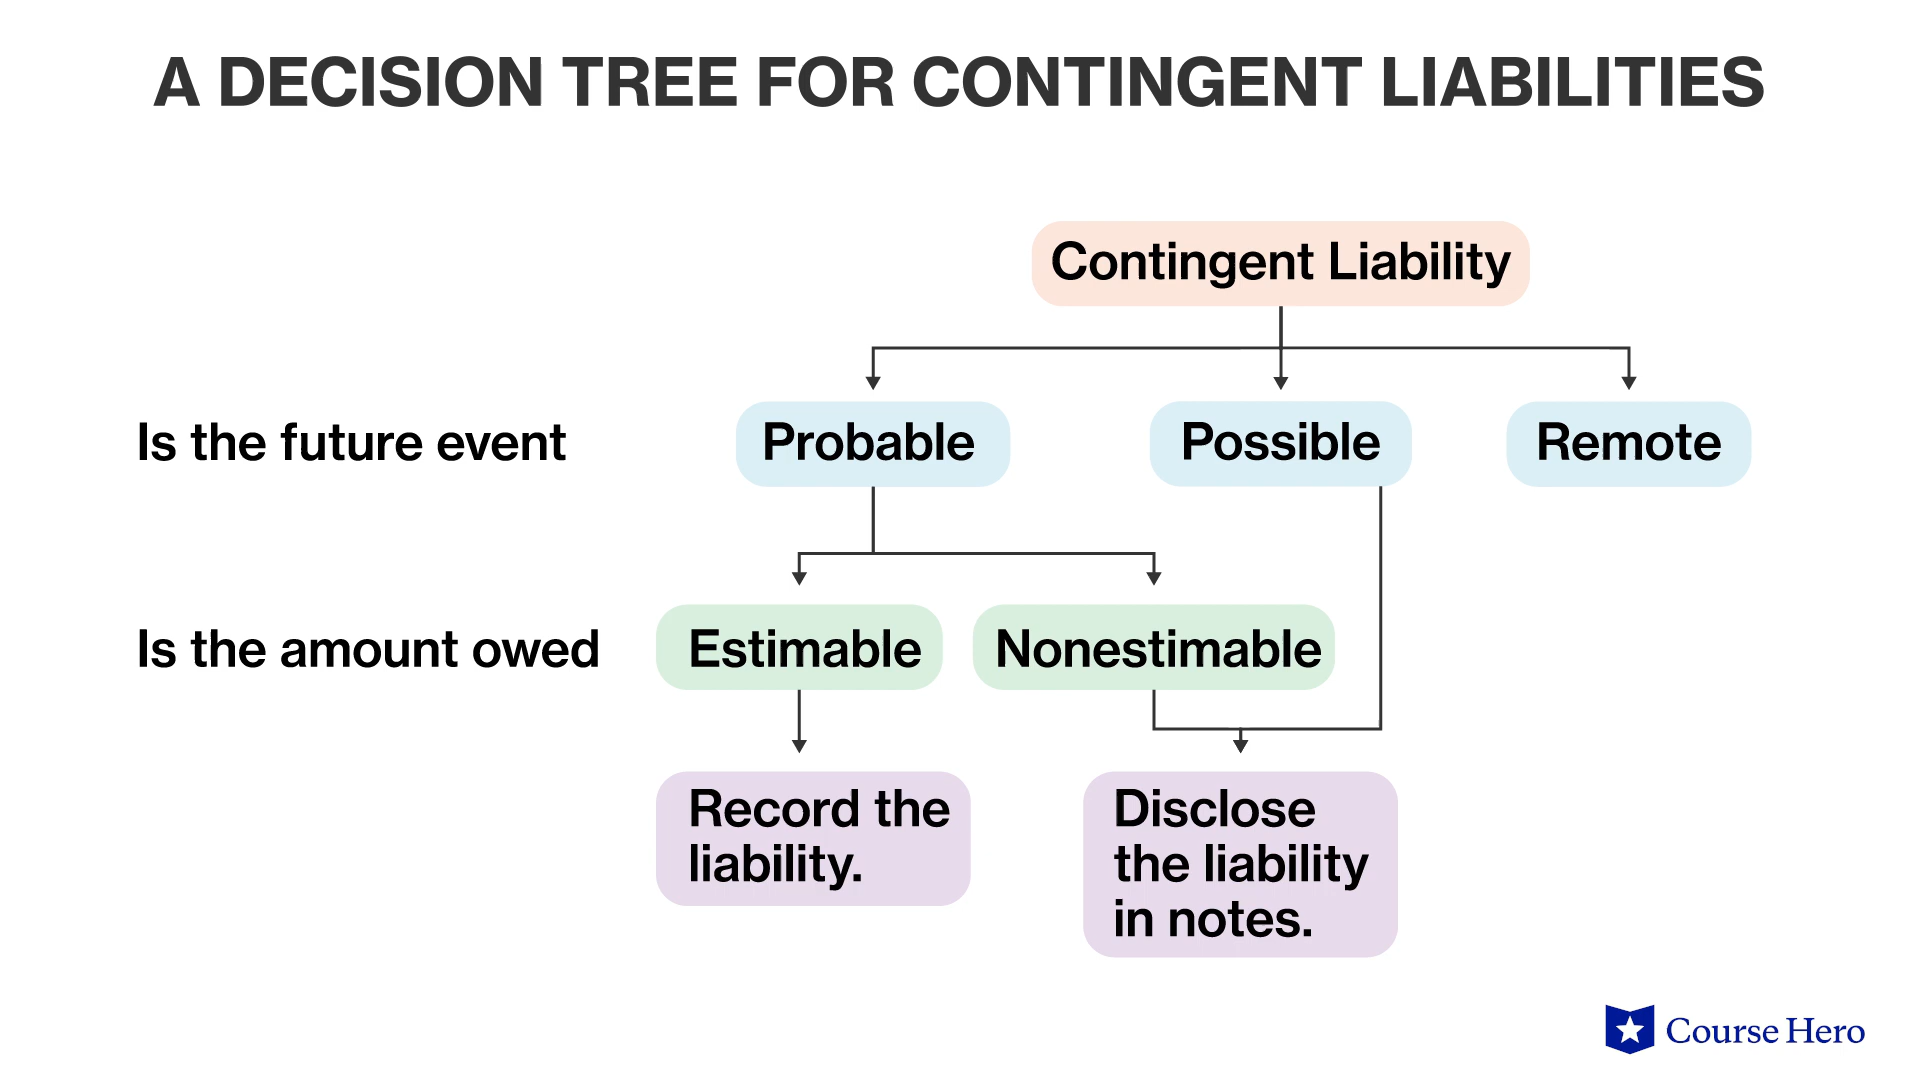 A DECISION TREE FOR CONTINGENT LIABILITIES
Contingent Liability
Is the future event
Probable
Possible
Remote
Is the amount owed
Estimable
Nonestimable
Record the
liability.
Disclose
the liability
in notes.
Course Hero